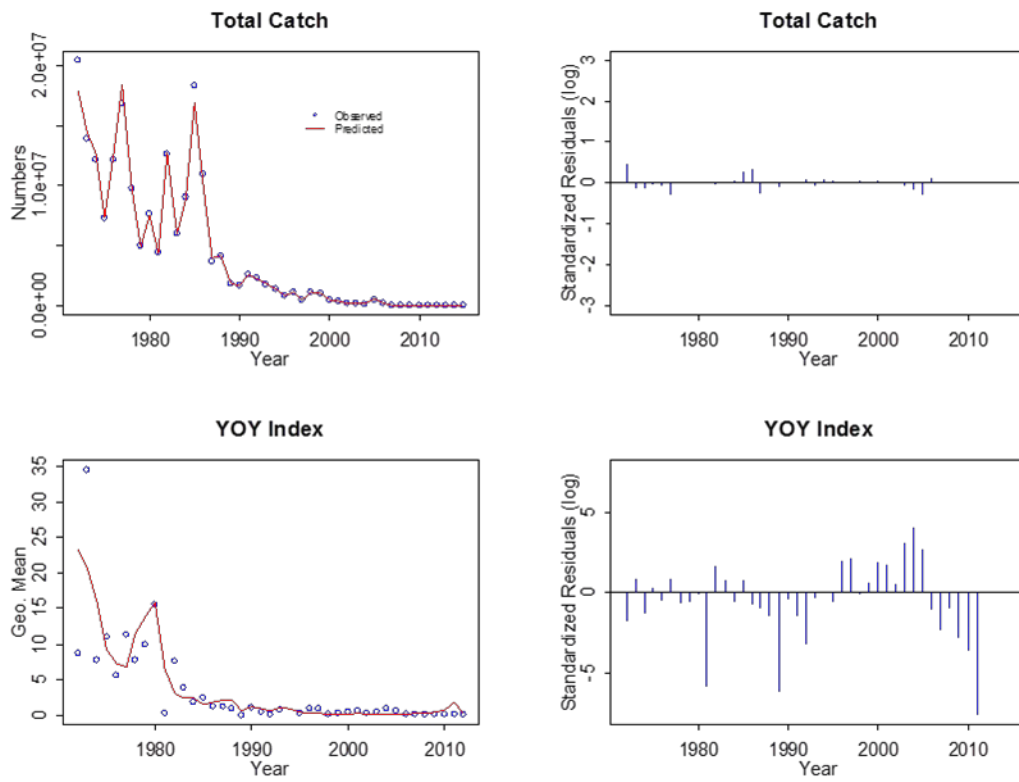 Total Catch
Numbers
0.0e+00
1.0e+07
2.0e+07
Observed
Predicted
1980
1990
2000
2010
Year
Total Catch
Standardized Residuals (log)
3
2
1
0
-1
-2
-3
1980
1990
2000
2010
Year
YOY Index
Geo. Mean
35
30
25
20
15
10
5
0
1980
1990
2000
2010
Year
YOY Index
Standardized Residuals (log)
5
0
-5
1980
1990
2000
2010
Year